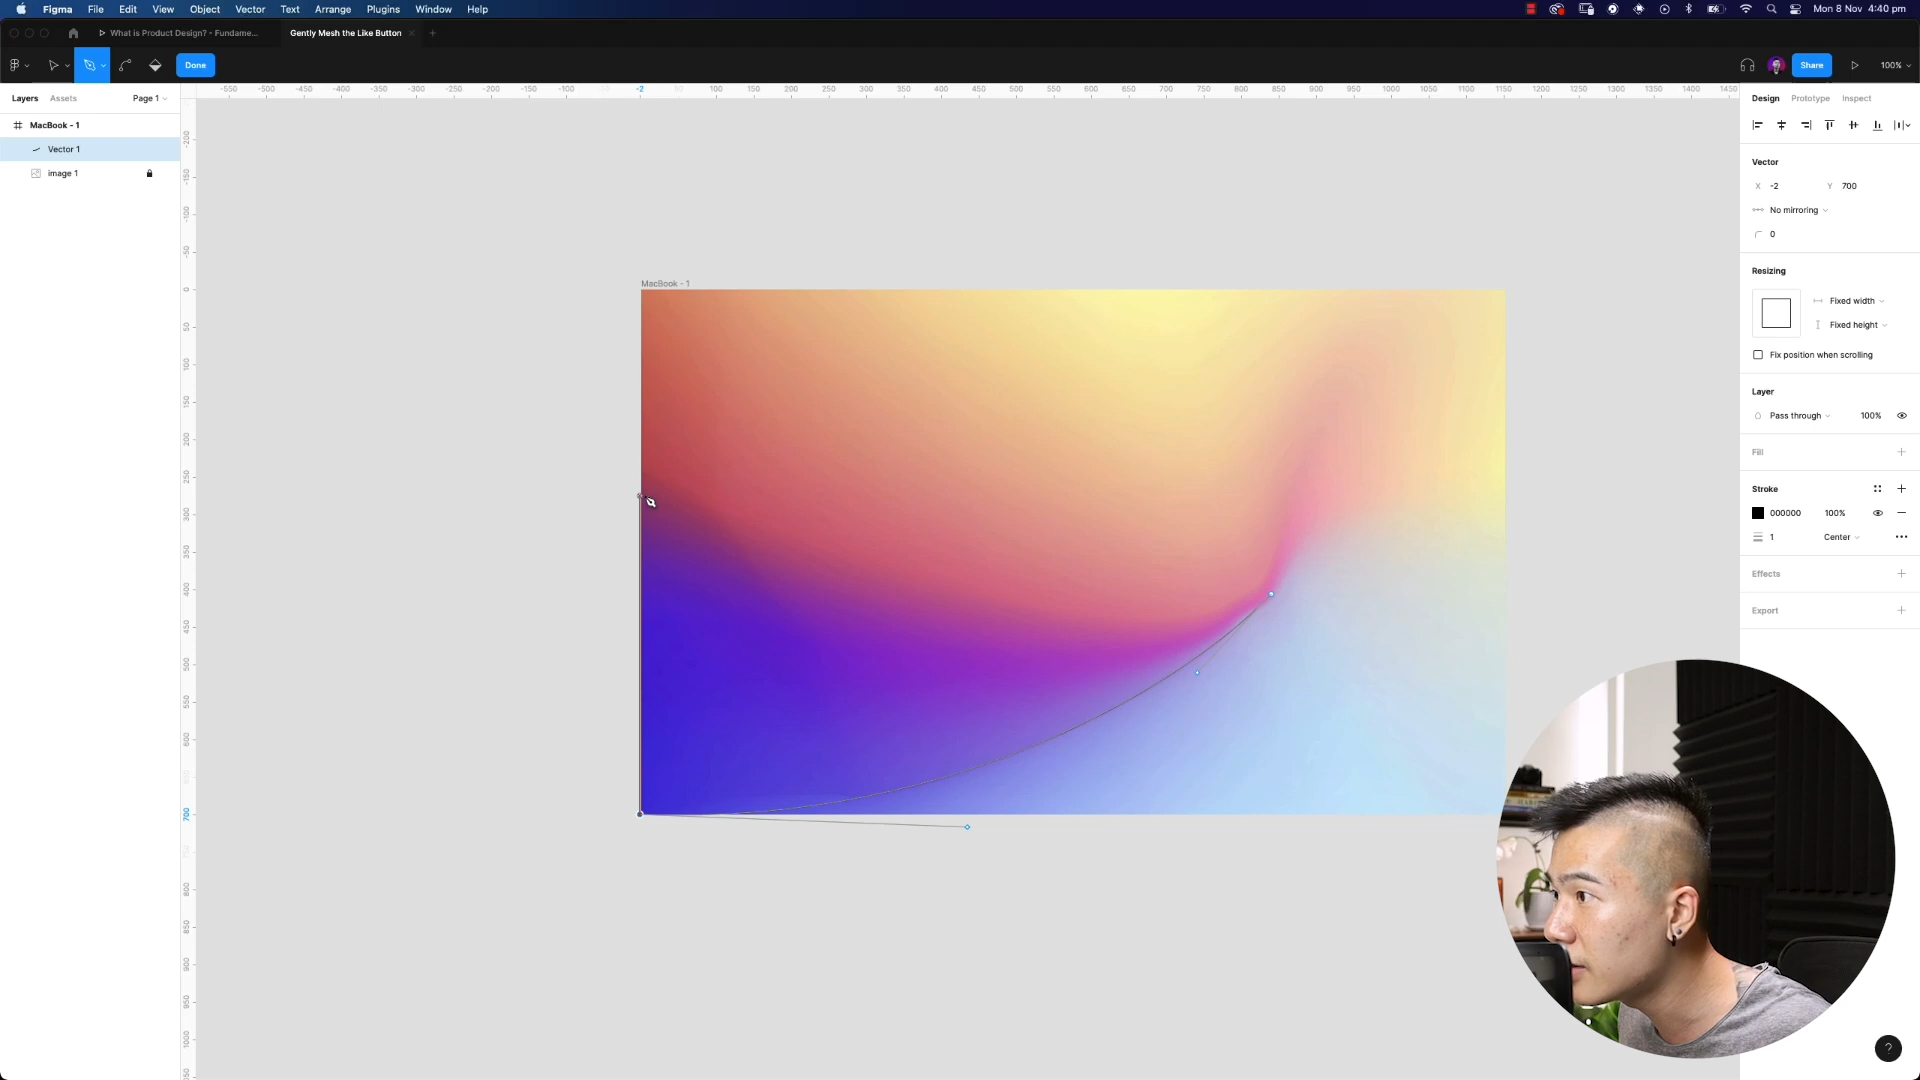 Figma File Edit View Object Vector Text Arrange Plugins Window Help Mon 8 Nov 4:40 pm
What is Product Design? - Fundame... Gently Mesh the Like Button
Done Share 100%
Layers Assets Page 1 Design Prototype Inspect
-550 -500 -450 -400 -350 -300 -250 -200 -150 -100 -2 50 100 150 200 250 300 350 400 450 500 550 600 650 700 750 800 850 900 950 1000 1050 1100 1150 1200 1250 1300 1350 1400 1450
MacBook - 1
Vector 1
image 1
Vector
X -2 Y 700
No mirroring
0
Resizing
Fixed width
Fixed height
Fix position when scrolling
Layer
Pass through 100%
Fill
Stroke
000000 100%
1 Center
Effects
Export
MacBook - 1
-200
-150
-100
-50
0
50
100
150
200
250
300
350
400
450
500
550
600
700
750
800
850
900
950
1000
1050
?